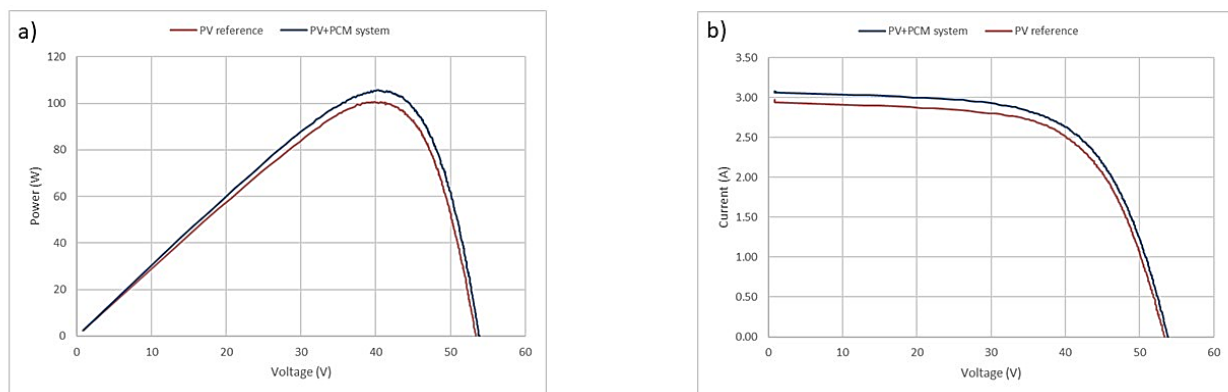 a)
PV reference PV+PCM system
120
100
80
60
40
20
0
Power (W)
0 10 20 30 40 50 60
Voltage (V)
b)
PV+PCM system PV reference
3.50
3.00
2.50
2.00
1.50
1.00
0.50
0.00
Current (A)
0 10 20 30 40 50 60
Voltage (V)